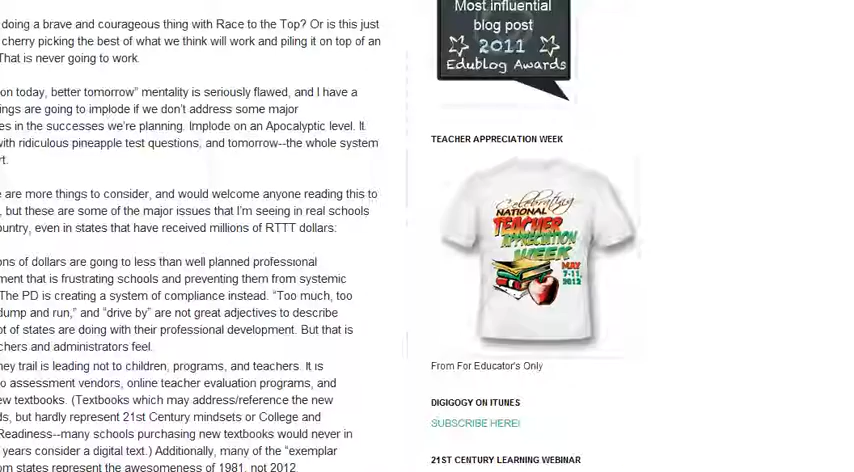 doing a brave and courageous thing with Race to the Top? Or is this just
cherry picking the best of what we think will work and piling it on top of an
That is never going to work.
on today, better tomorrow” mentality is seriously flawed, and I have a
ings are going to implode if we don’t address some major
es in the successes we’re planning. Implode on an Apocalyptic level. It
with ridiculous pineapple test questions, and tomorrow--the whole system
rt.
e are more things to consider, and would welcome anyone reading this to
, but these are some of the major issues that I’m seeing in real schools
ountry, even in states that have received millions of RTTT dollars:
ons of dollars are going to less than well planned professional
ment that is frustrating schools and preventing them from systemic
The PD is creating a system of compliance instead. “Too much, too
dump and run,” and “drive by” are not great adjectives to describe
ot of states are doing with their professional development. But that is
chers and administrators feel.
ney trail is leading not to children, programs, and teachers. It is
o assessment vendors, online teacher evaluation programs, and
ew textbooks. (Textbooks which may address/reference the new
ds, but hardly represent 21st Century mindsets or College and
Readiness--many schools purchasing new textbooks would never in
years consider a digital text.) Additionally, many of the “exemplar
om states represent the awesomeness of 1981, not 2012.
Most influential
blog post
2011
Edublog Awards
TEACHER APPRECIATION WEEK
Celebrating
NATIONAL
TEACHER
APPRECIATION
WEEK
MAY
7-11,
2012
From For Educator's Only
DIGIGOGY ON ITUNES
SUBSCRIBE HERE!
21ST CENTURY LEARNING WEBINAR